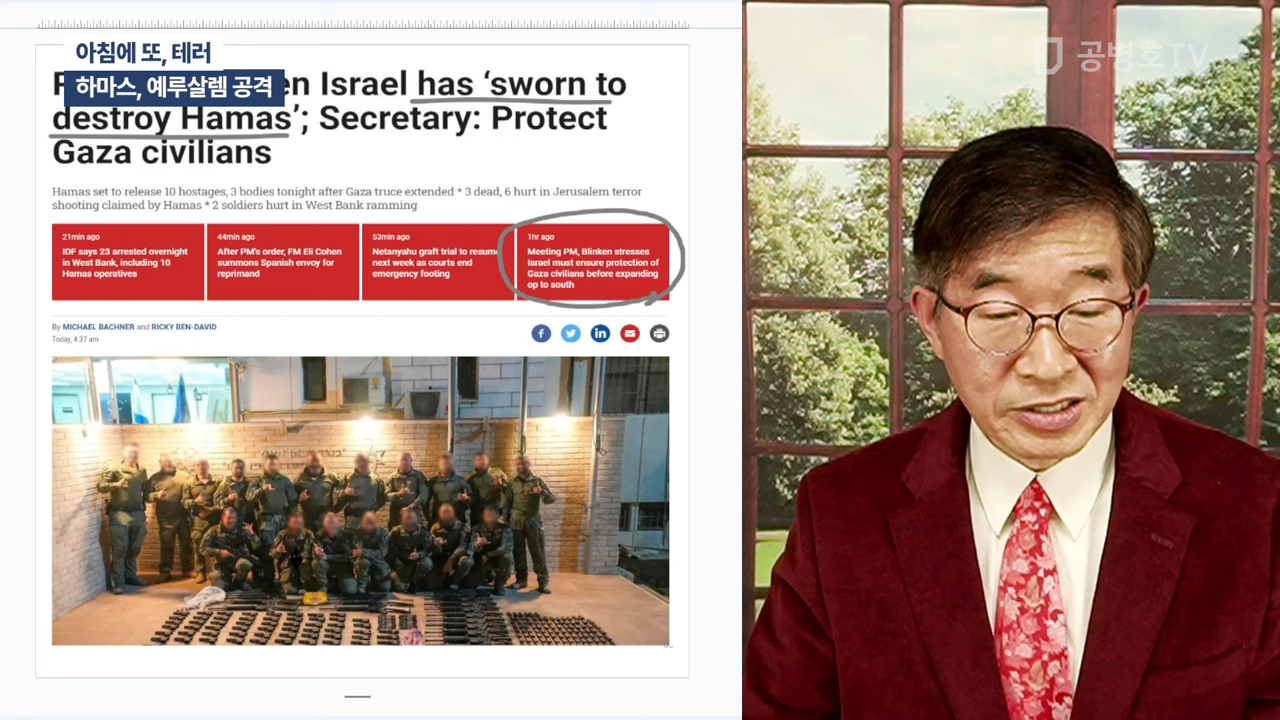 아침에 또, 테러
하마스, 예루살렘 공격
en Israel has ‘sworn to
destroy Hamas’; Secretary: Protect
Gaza civilians
Hamas set to release 10 hostages, 3 bodies tonight after Gaza truce extended * 3 dead, 6 hurt in Jerusalem terror
shooting claimed by Hamas * 2 soldiers hurt in West Bank ramming
21min ago
IDF says 23 arrested overnight
in West Bank, including 10
Hamas operatives
44min ago
After PM's order, FM Eli Cohen
summons Spanish envoy for
reprimand
53min ago
Netanyahu graft trial to resume
next week as courts end
emergency footing
1hr ago
Meeting PM, Blinken stresses
Israel must ensure protection of
Gaza civilians before expanding
op to south
By MICHAEL BACHNER and RICKY BEN-DAVID
Today, 4:37 am
공병호TV